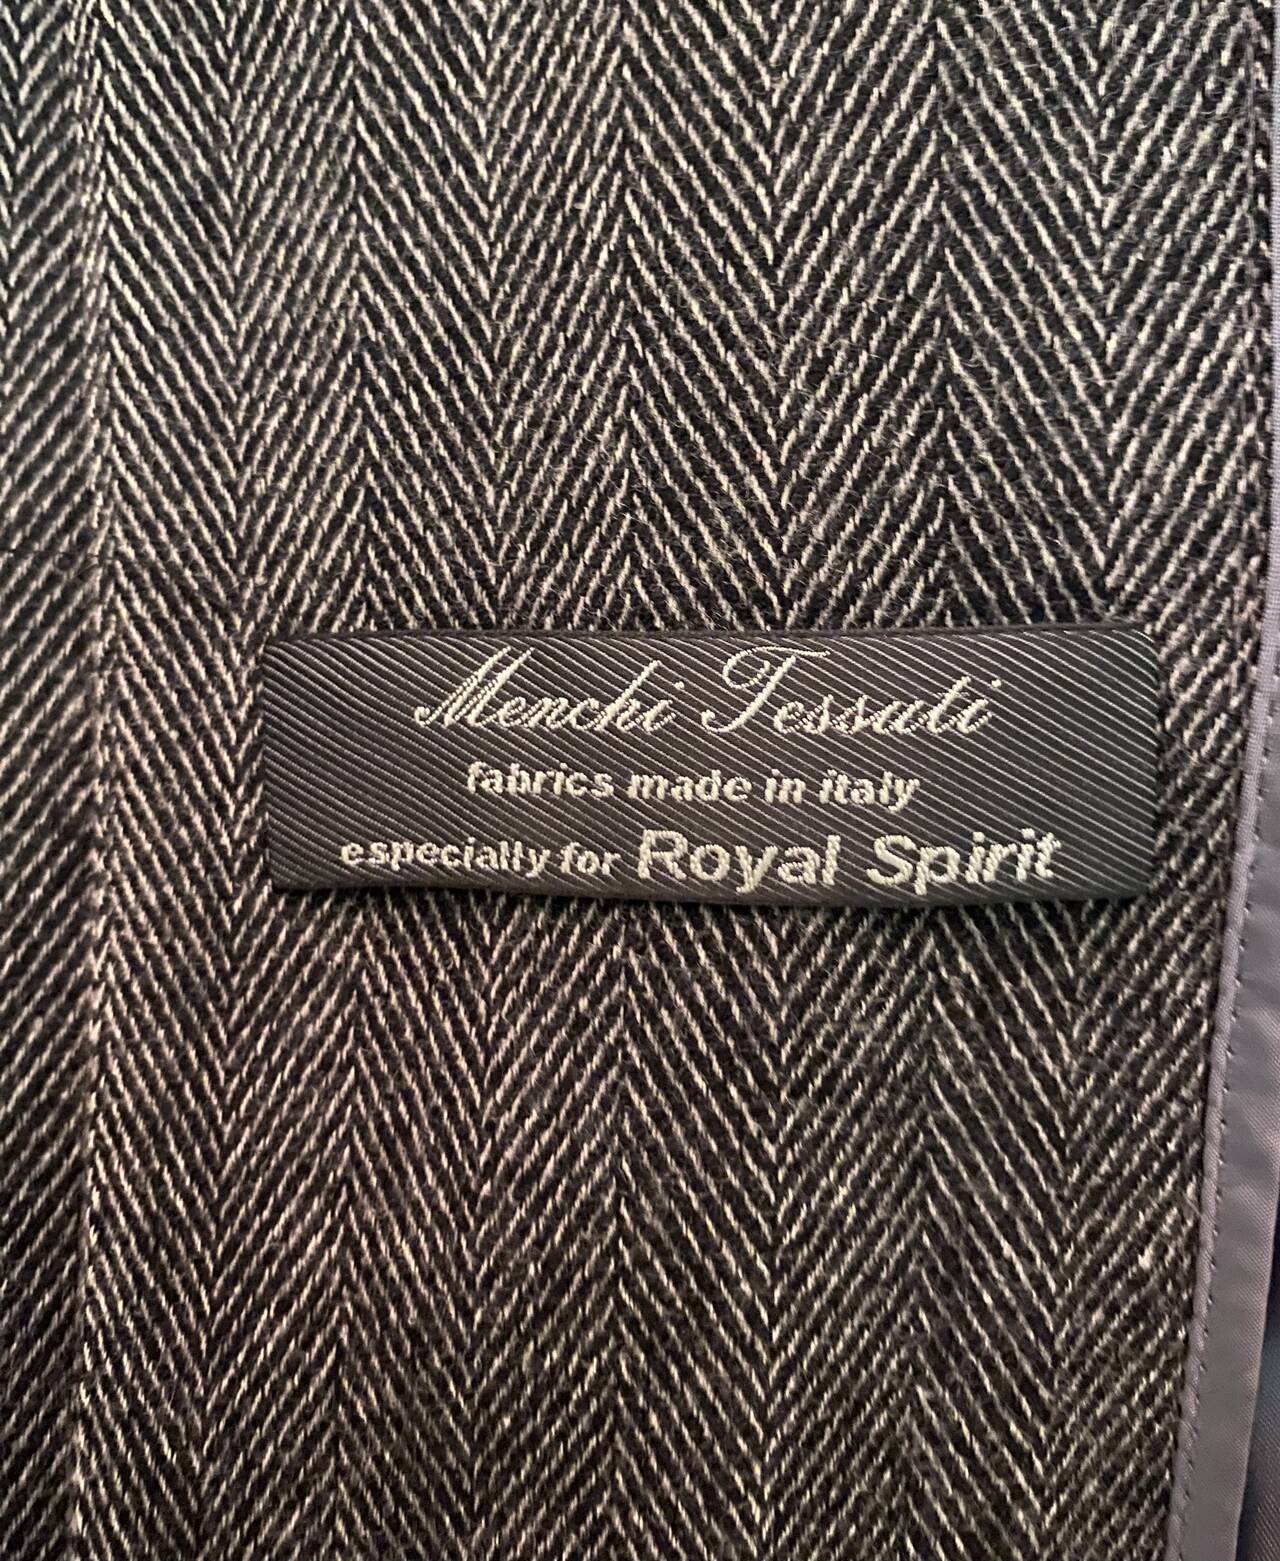 Menchi Tessuti
fabrics made in italy
especially for Royal Spirit